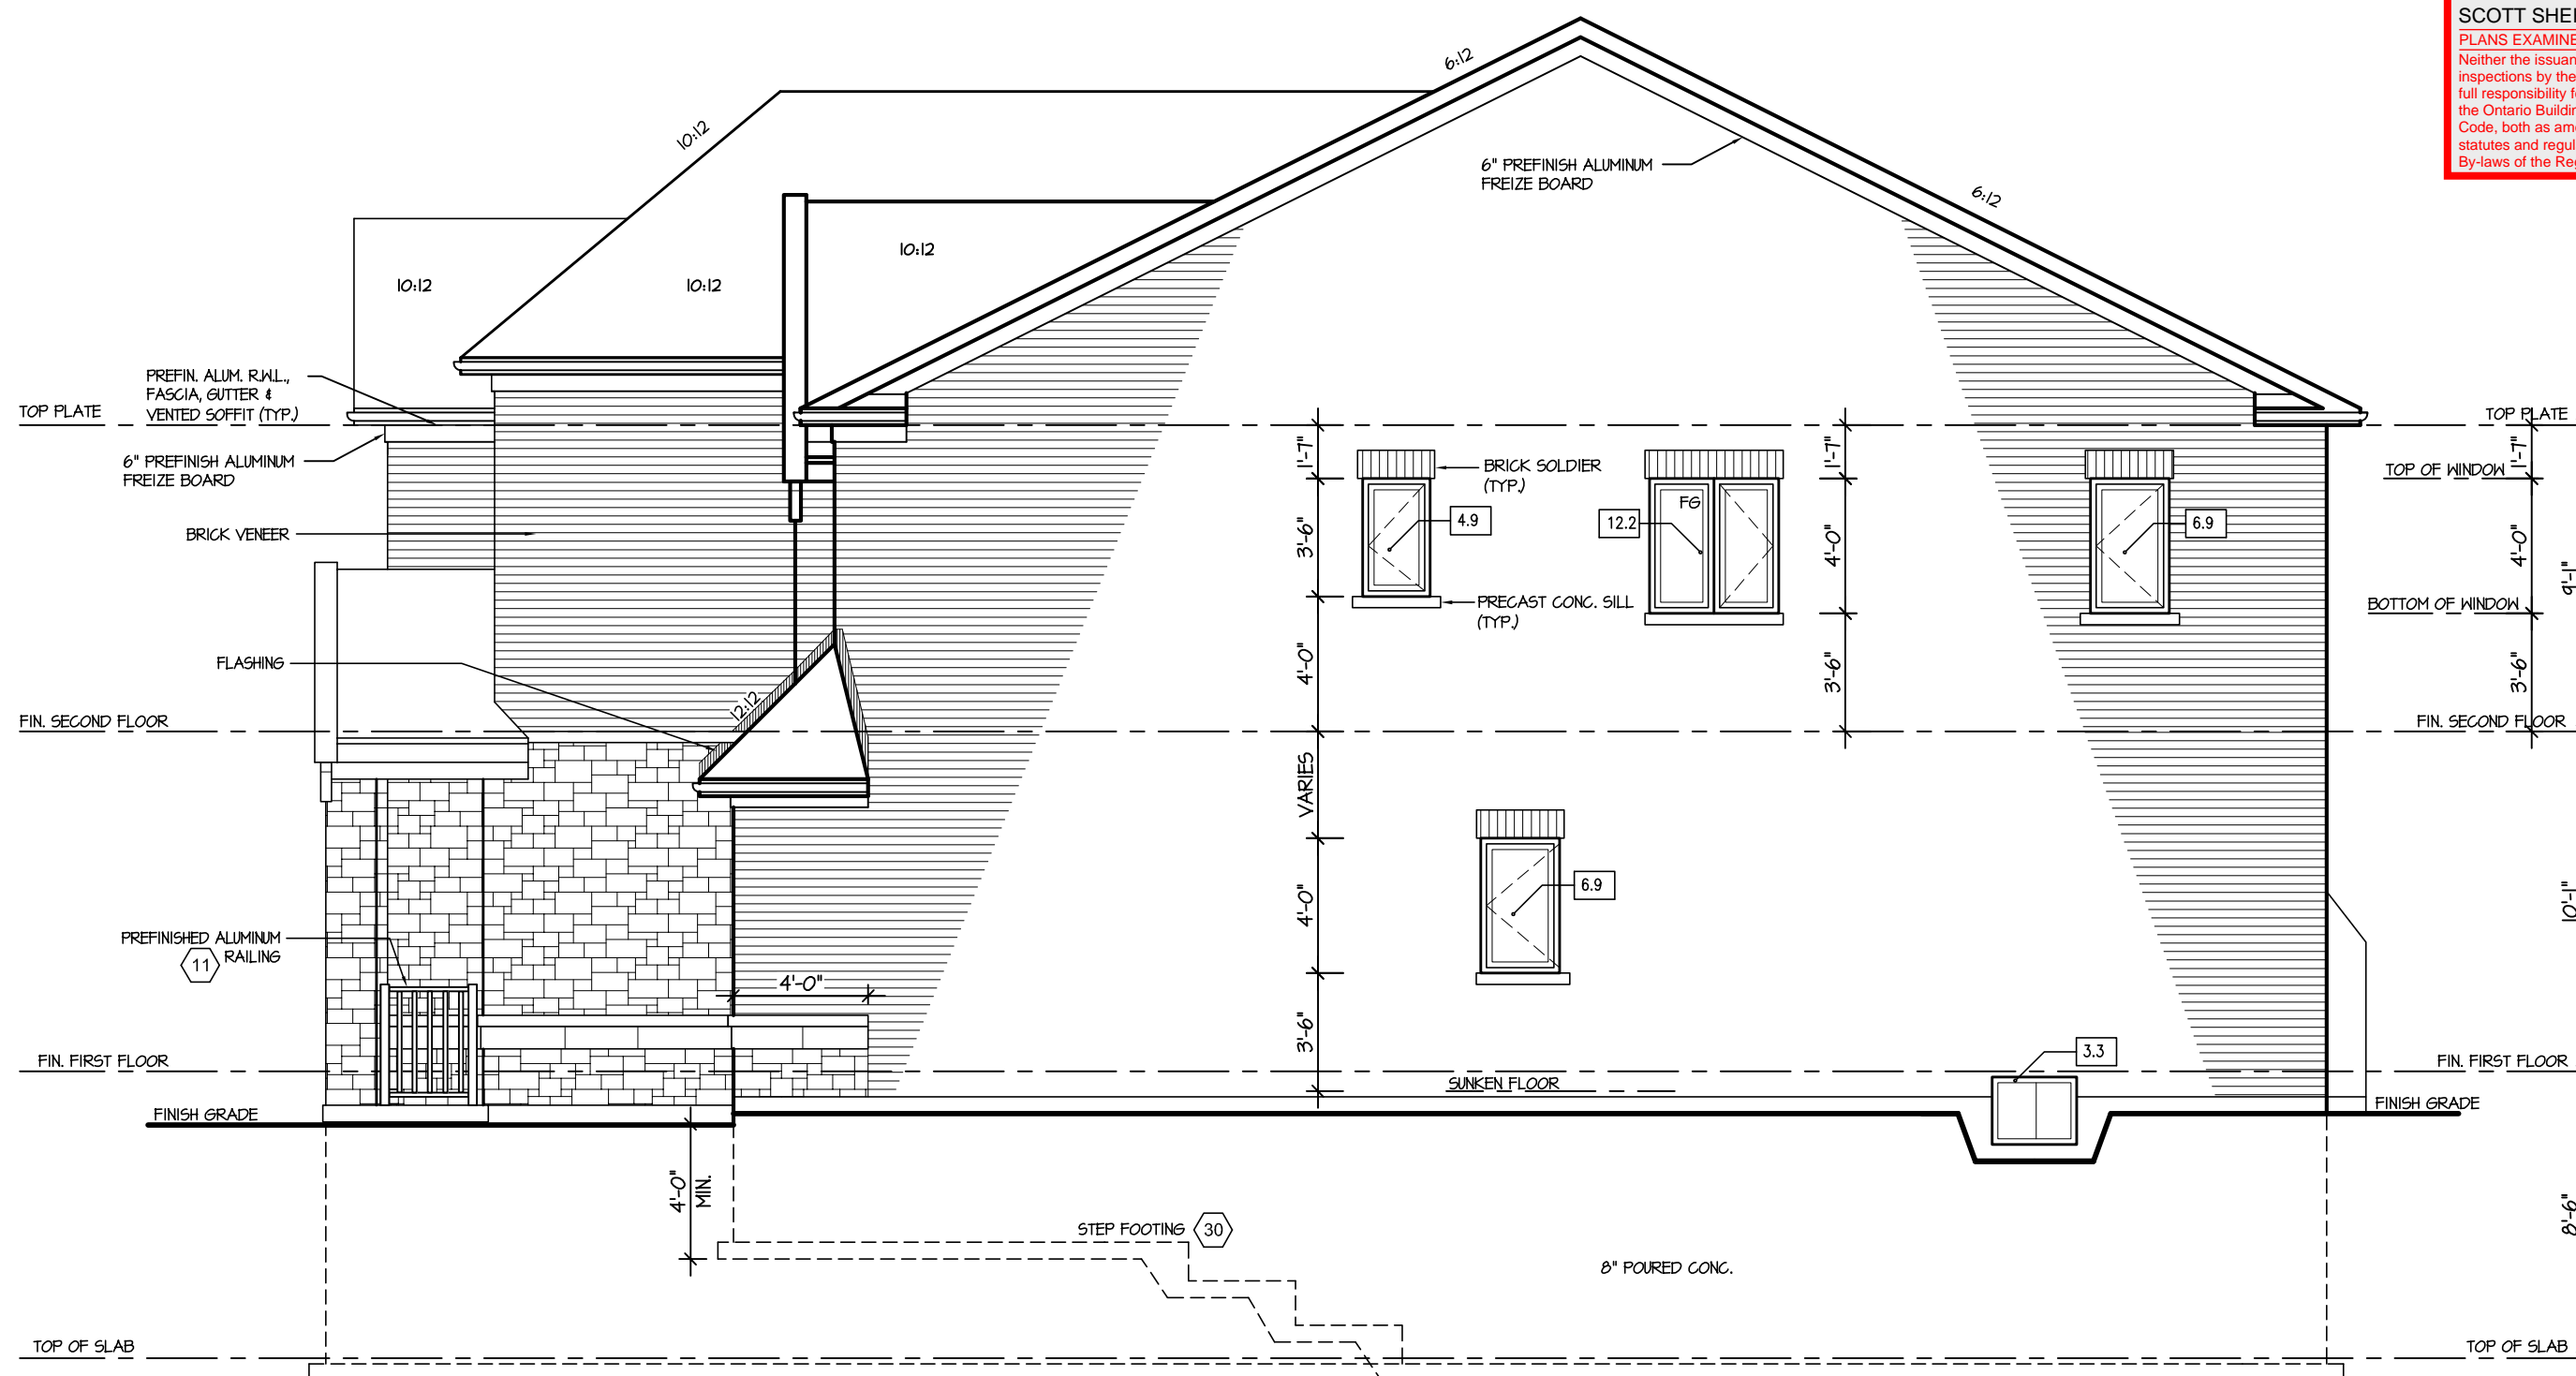 SCOTT SHE
PLANS EXAMINE
Neither the issuan
inspections by the
full responsibility f
the Ontario Buildin
Code, both as am
statutes and regul
By-laws of the Re
6:12
10:12
6" PREFINISH ALUMINUM
FREIZE BOARD
6:12
10:12
10:12
10:12
PREFIN. ALUM. R.W.L.,
FASCIA, GUTTER &
VENTED SOFFIT (TYP.)
TOP PLATE
TOP PLATE
6" PREFINISH ALUMINUM
FREIZE BOARD
1'-7"
BRICK SOLDIER
(TYP.)
1'-7"
TOP OF WINDOW
1'-7"
FG
4.9
12.2
6.9
BRICK VENEER
3'-6"
4'-0"
4'-0"
9'-1"
PRECAST CONC. SILL
(TYP.)
BOTTOM OF WINDOW
FLASHING
4'-0"
3'-6"
3'-6"
12:12
FIN. SECOND FLOOR
FIN. SECOND FLOOR
VARIES
6.9
4'-0"
10'-1"
PREFINISHED ALUMINUM
RAILING
11
4'-0"
3'-6"
3.3
FIN. FIRST FLOOR
FIN. FIRST FLOOR
SUNKEN FLOOR
FINISH GRADE
FINISH GRADE
4'-0"
MIN.
STEP FOOTING
30
8'-6"
8" POURED CONC.
TOP OF SLAB
TOP OF SLAB